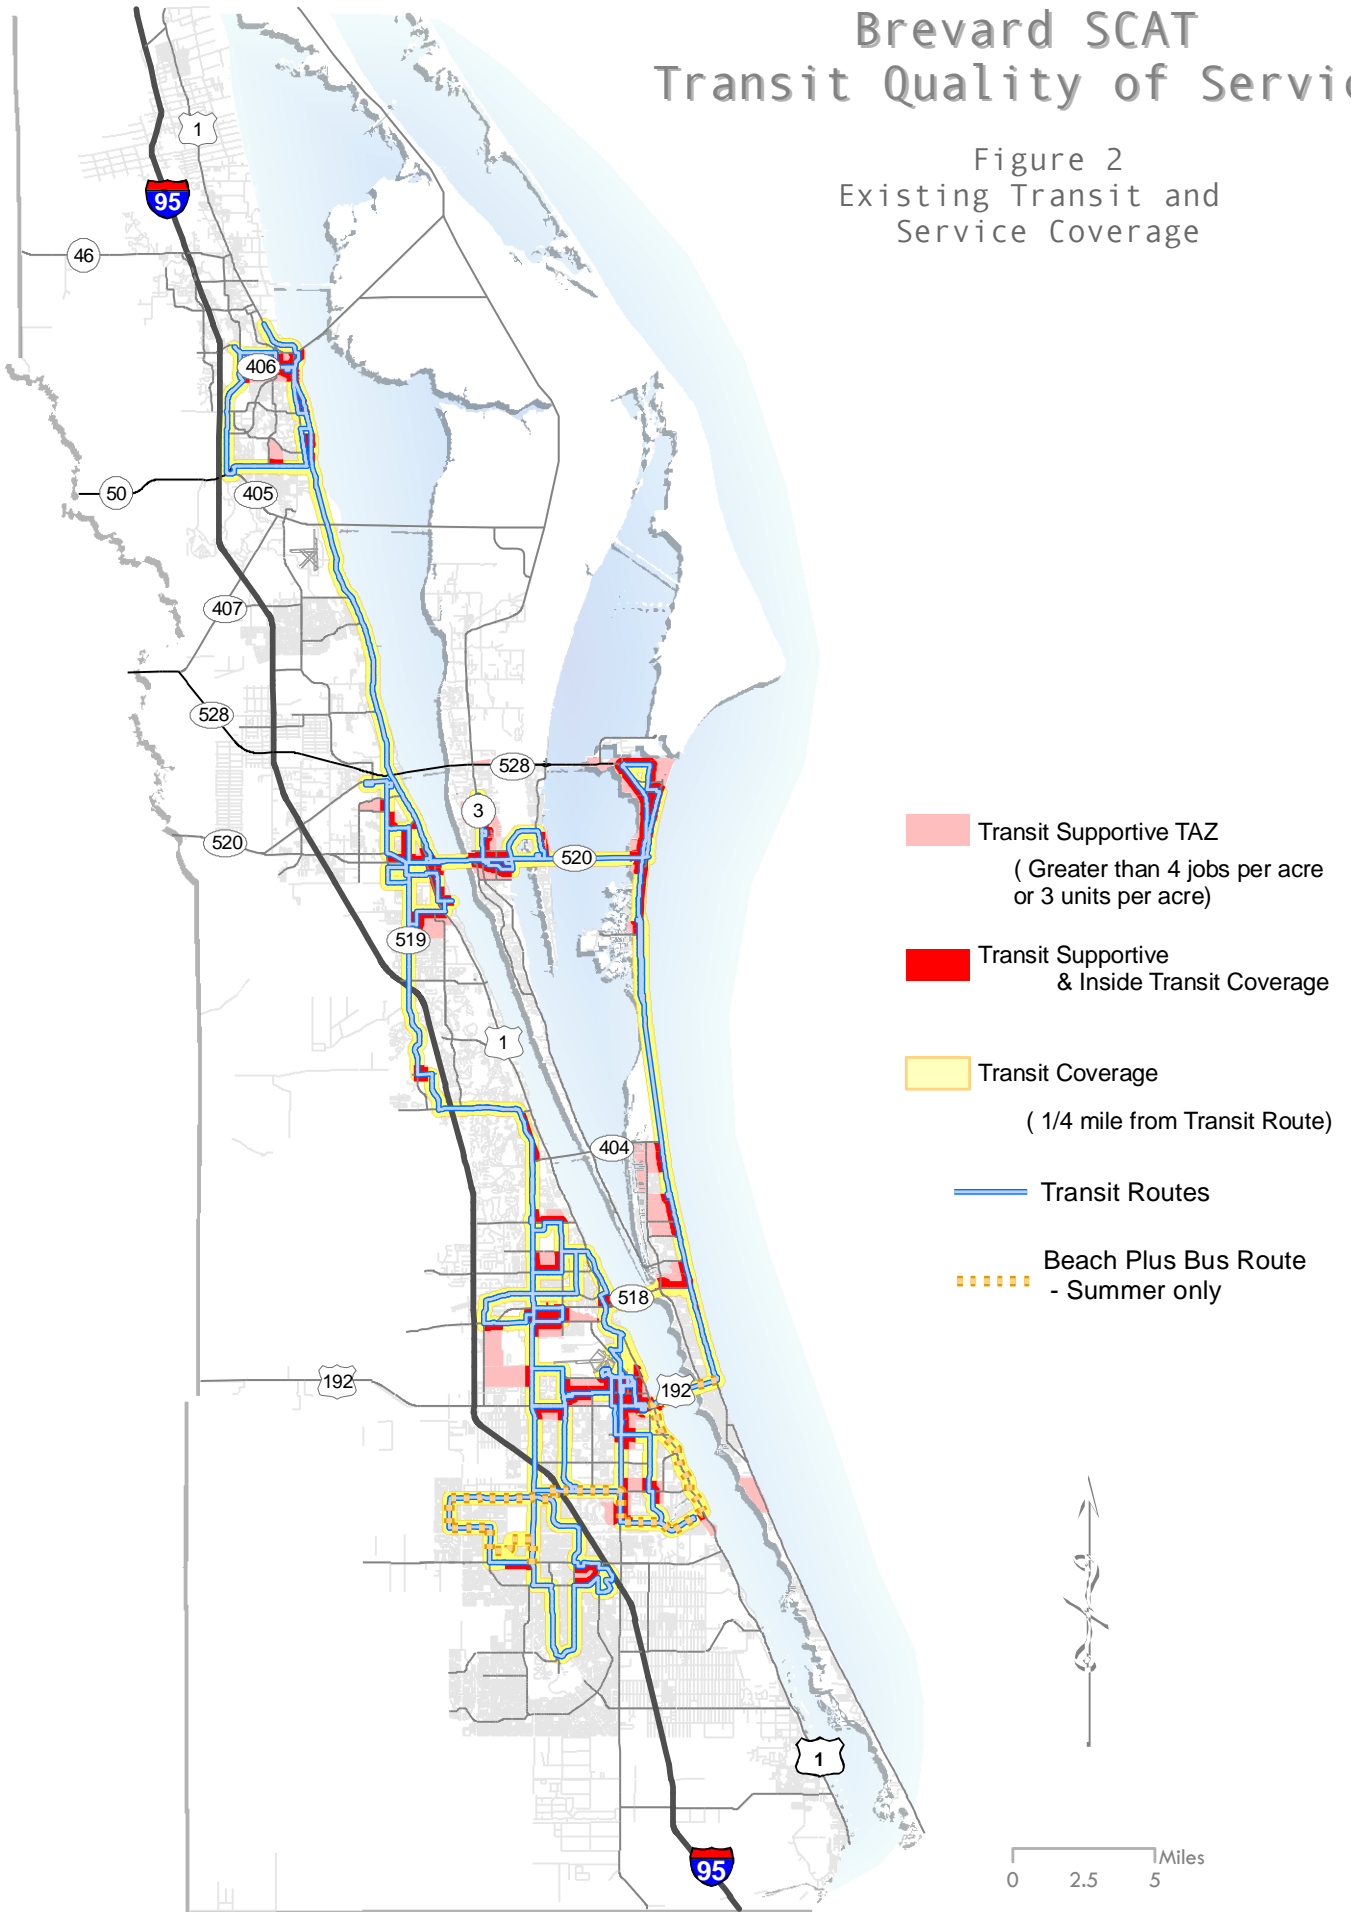 Brevard SCAT
Transit Quality of Servic
Figure 2
Existing Transit and
Service Coverage
1
95
46
406
50
405
407
528
528
3
520
520
519
1
404
518
192
192
1
95
Transit Supportive TAZ
( Greater than 4 jobs per acre
or 3 units per acre)
Transit Supportive
& Inside Transit Coverage
Transit Coverage
( 1/4 mile from Transit Route)
Transit Routes
Beach Plus Bus Route
- Summer only
Miles
0 2.5 5